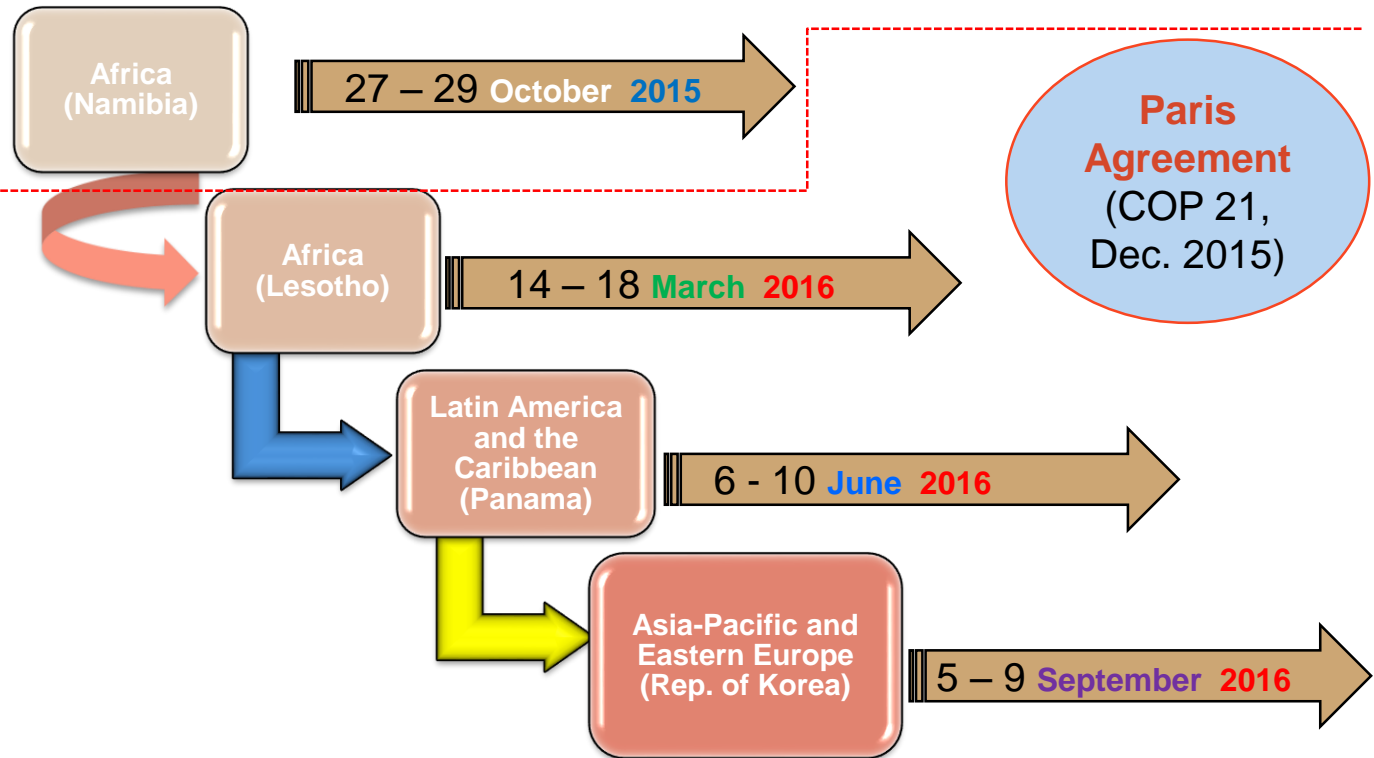 Africa
(Namibia)
27 – 29 October 2015
Paris
Agreement
(COP 21,
Dec. 2015)
Africa
(Lesotho)
14 – 18 March 2016
Latin America
and the
Caribbean
(Panama)
6 - 10 June 2016
Asia-Pacific and
Eastern Europe
(Rep. of Korea)
5 – 9 September 2016